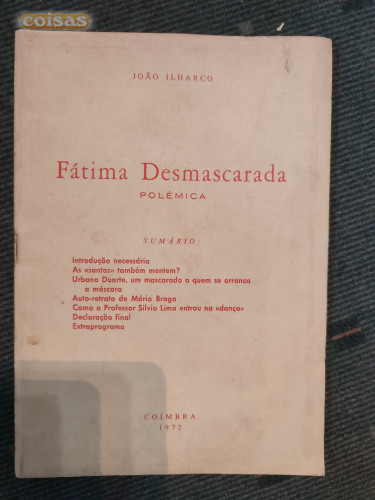 coisas
JOÃO ILHARCO
Fátima Desmascarada
POLÉMICA
SUMÁRIO:
Introdução necessária
As «santas» também mentem?
Urbano Duarte, um mascarado a quem se arranca
a máscara
Auto-retrato de Mário Braga
Como o Professor Sílvio Lima entrou na «dança»
Declaração final
Extraprograma
COIMBRA
1972